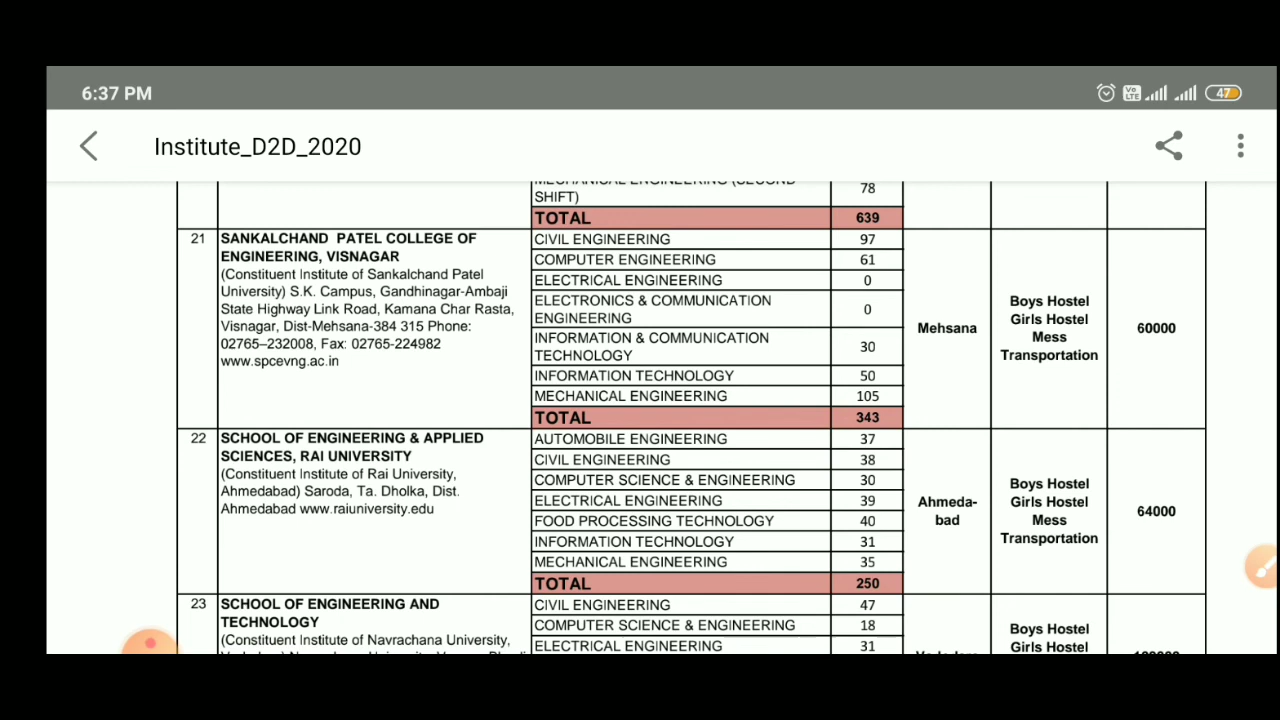 6:37 PM
Vo LTE
47
Institute_D2D_2020
MECHANICAL ENGINEERING (SECOND
SHIFT)
78
TOTAL
639
21
SANKALCHAND PATEL COLLEGE OF
ENGINEERING, VISNAGAR
(Constituent Institute of Sankalchand Patel
University) S.K. Campus, Gandhinagar-Ambaji
State Highway Link Road, Kamana Char Rasta,
Visnagar, Dist-Mehsana-384 315 Phone:
02765–232008, Fax: 02765-224982
www.spcevng.ac.in
CIVIL ENGINEERING
97
COMPUTER ENGINEERING
61
ELECTRICAL ENGINEERING
0
ELECTRONICS & COMMUNICATION
ENGINEERING
0
INFORMATION & COMMUNICATION
TECHNOLOGY
30
INFORMATION TECHNOLOGY
50
MECHANICAL ENGINEERING
105
TOTAL
343
Mehsana
Boys Hostel
Girls Hostel
Mess
Transportation
60000
22
SCHOOL OF ENGINEERING & APPLIED
SCIENCES, RAI UNIVERSITY
(Constituent Institute of Rai University,
Ahmedabad) Saroda, Ta. Dholka, Dist.
Ahmedabad www.raiuniversity.edu
AUTOMOBILE ENGINEERING
37
CIVIL ENGINEERING
38
COMPUTER SCIENCE & ENGINEERING
30
ELECTRICAL ENGINEERING
39
FOOD PROCESSING TECHNOLOGY
40
INFORMATION TECHNOLOGY
31
MECHANICAL ENGINEERING
35
TOTAL
250
Ahmeda-
bad
Boys Hostel
Girls Hostel
Mess
Transportation
64000
23
SCHOOL OF ENGINEERING AND
TECHNOLOGY
(Constituent Institute of Navrachana University,
CIVIL ENGINEERING
47
COMPUTER SCIENCE & ENGINEERING
18
ELECTRICAL ENGINEERING
31
Boys Hostel
Girls Hostel